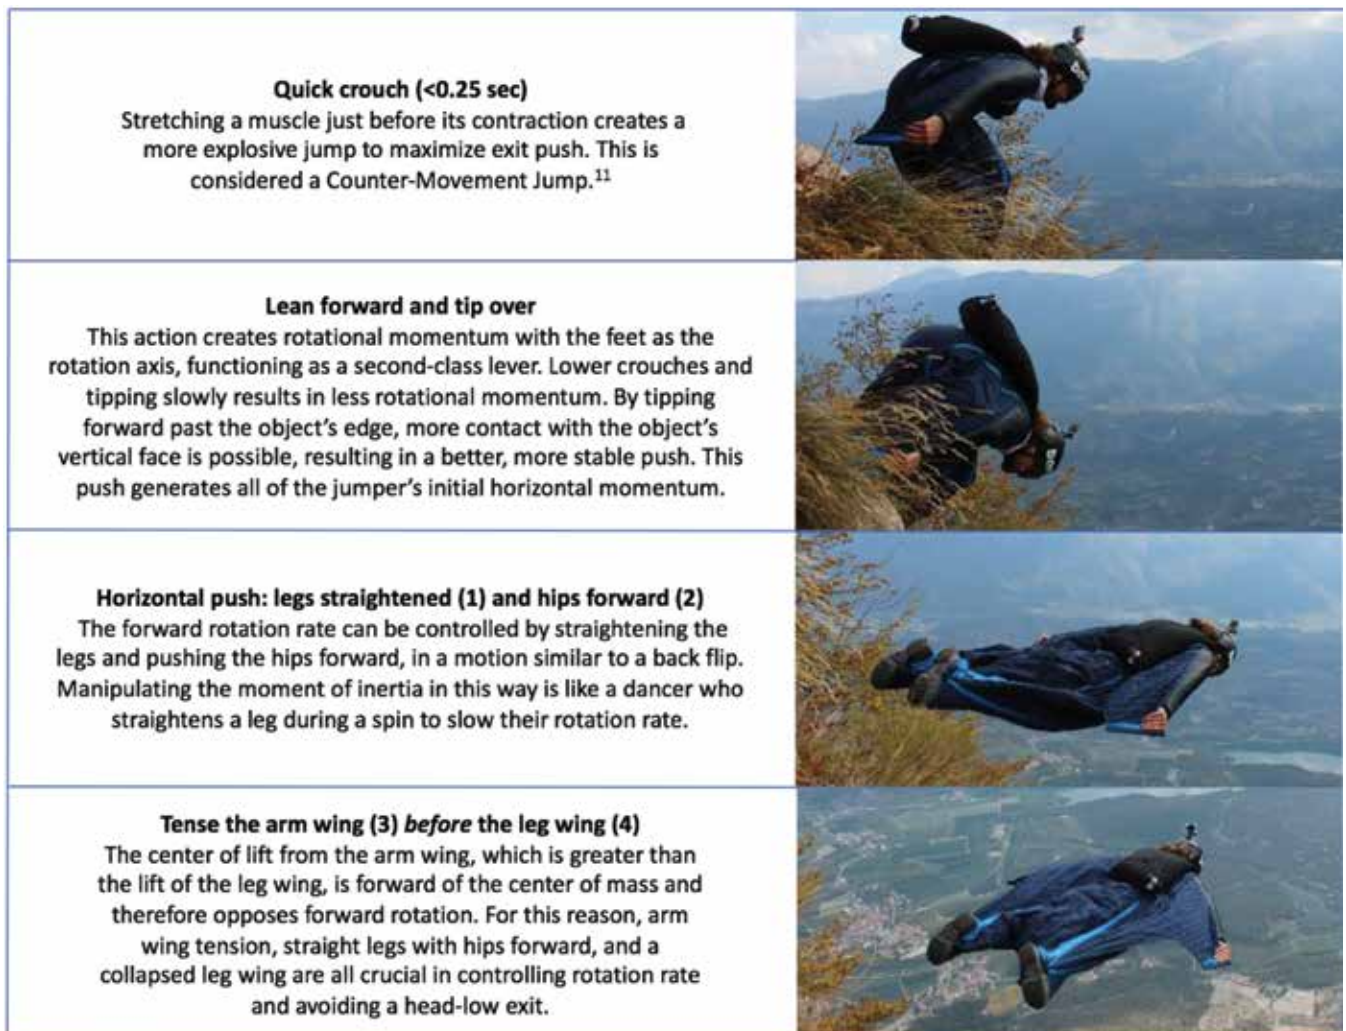 Quick crouch (<0.25 sec)
Stretching a muscle just before its contraction creates a
more explosive jump to maximize exit push. This is
considered a Counter-Movement Jump.¹¹
Lean forward and tip over
This action creates rotational momentum with the feet as the
rotation axis, functioning as a second-class lever. Lower crouches and
tipping slowly results in less rotational momentum. By tipping
forward past the object's edge, more contact with the object's
vertical face is possible, resulting in a better, more stable push. This
push generates all of the jumper's initial horizontal momentum.
Horizontal push: legs straightened (1) and hips forward (2)
The forward rotation rate can be controlled by straightening the
legs and pushing the hips forward, in a motion similar to a back flip.
Manipulating the moment of inertia in this way is like a dancer who
straightens a leg during a spin to slow their rotation rate.
Tense the arm wing (3) before the leg wing (4)
The center of lift from the arm wing, which is greater than
the lift of the leg wing, is forward of the center of mass and
therefore opposes forward rotation. For this reason, arm
wing tension, straight legs with hips forward, and a
collapsed leg wing are all crucial in controlling rotation rate
and avoiding a head-low exit.